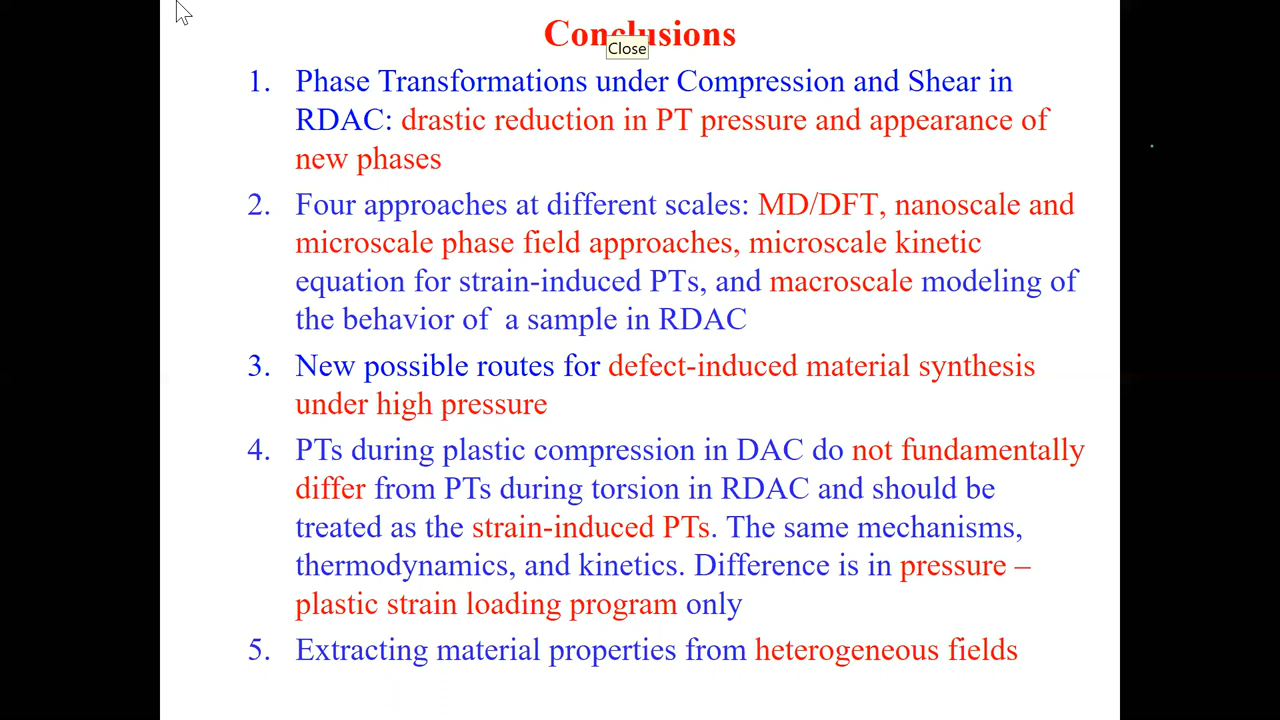 Conclusions
Close
1. Phase Transformations under Compression and Shear in
RDAC: drastic reduction in PT pressure and appearance of
new phases
2. Four approaches at different scales: MD/DFT, nanoscale and
microscale phase field approaches, microscale kinetic
equation for strain-induced PTs, and macroscale modeling of
the behavior of a sample in RDAC
3. New possible routes for defect-induced material synthesis
under high pressure
4. PTs during plastic compression in DAC do not fundamentally
differ from PTs during torsion in RDAC and should be
treated as the strain-induced PTs. The same mechanisms,
thermodynamics, and kinetics. Difference is in pressure –
plastic strain loading program only
5. Extracting material properties from heterogeneous fields